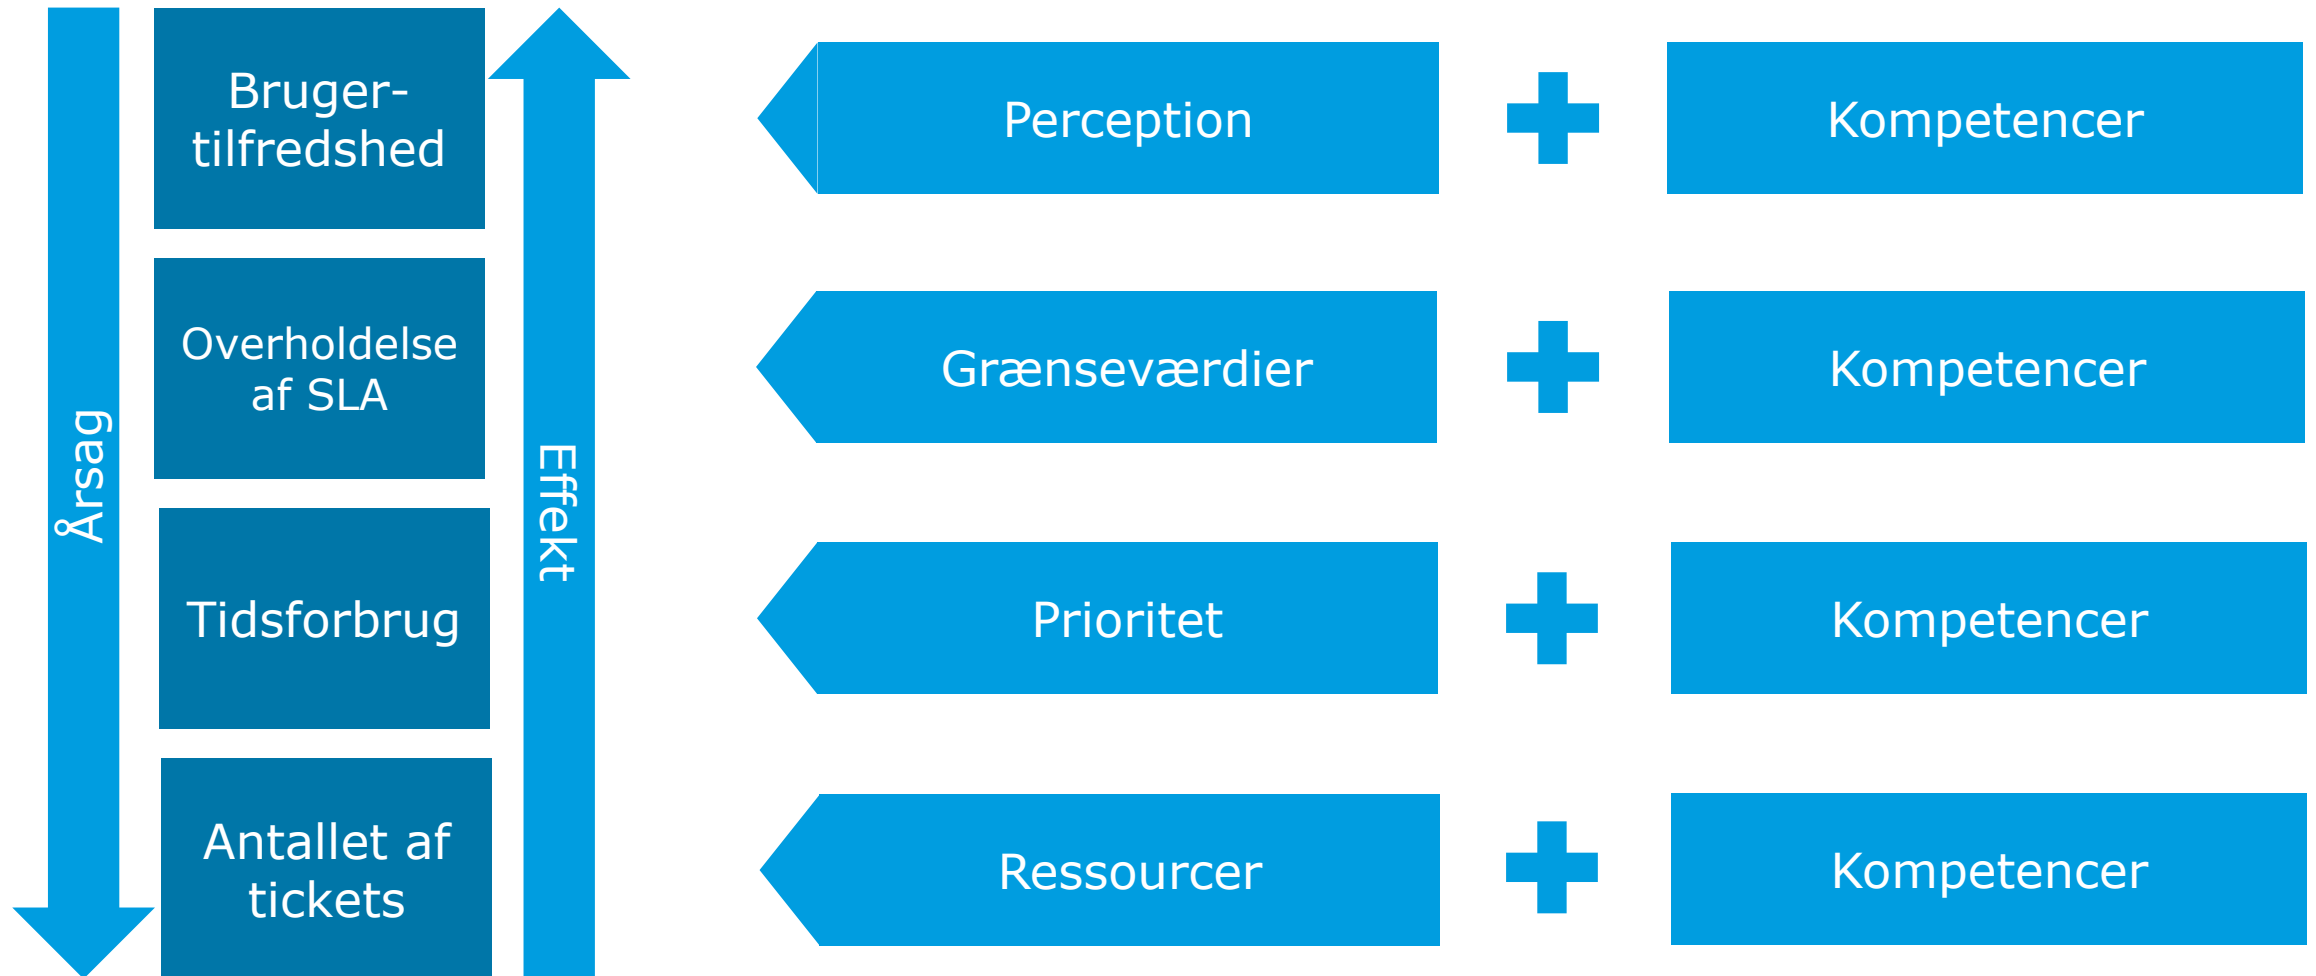 Årsag
Bruger-
tilfredshed
Effekt
Perception
Kompetencer
Overholdelse
af SLA
Grænseværdier
Kompetencer
Tidsforbrug
Prioritet
Kompetencer
Antallet af
tickets
Ressourcer
Kompetencer